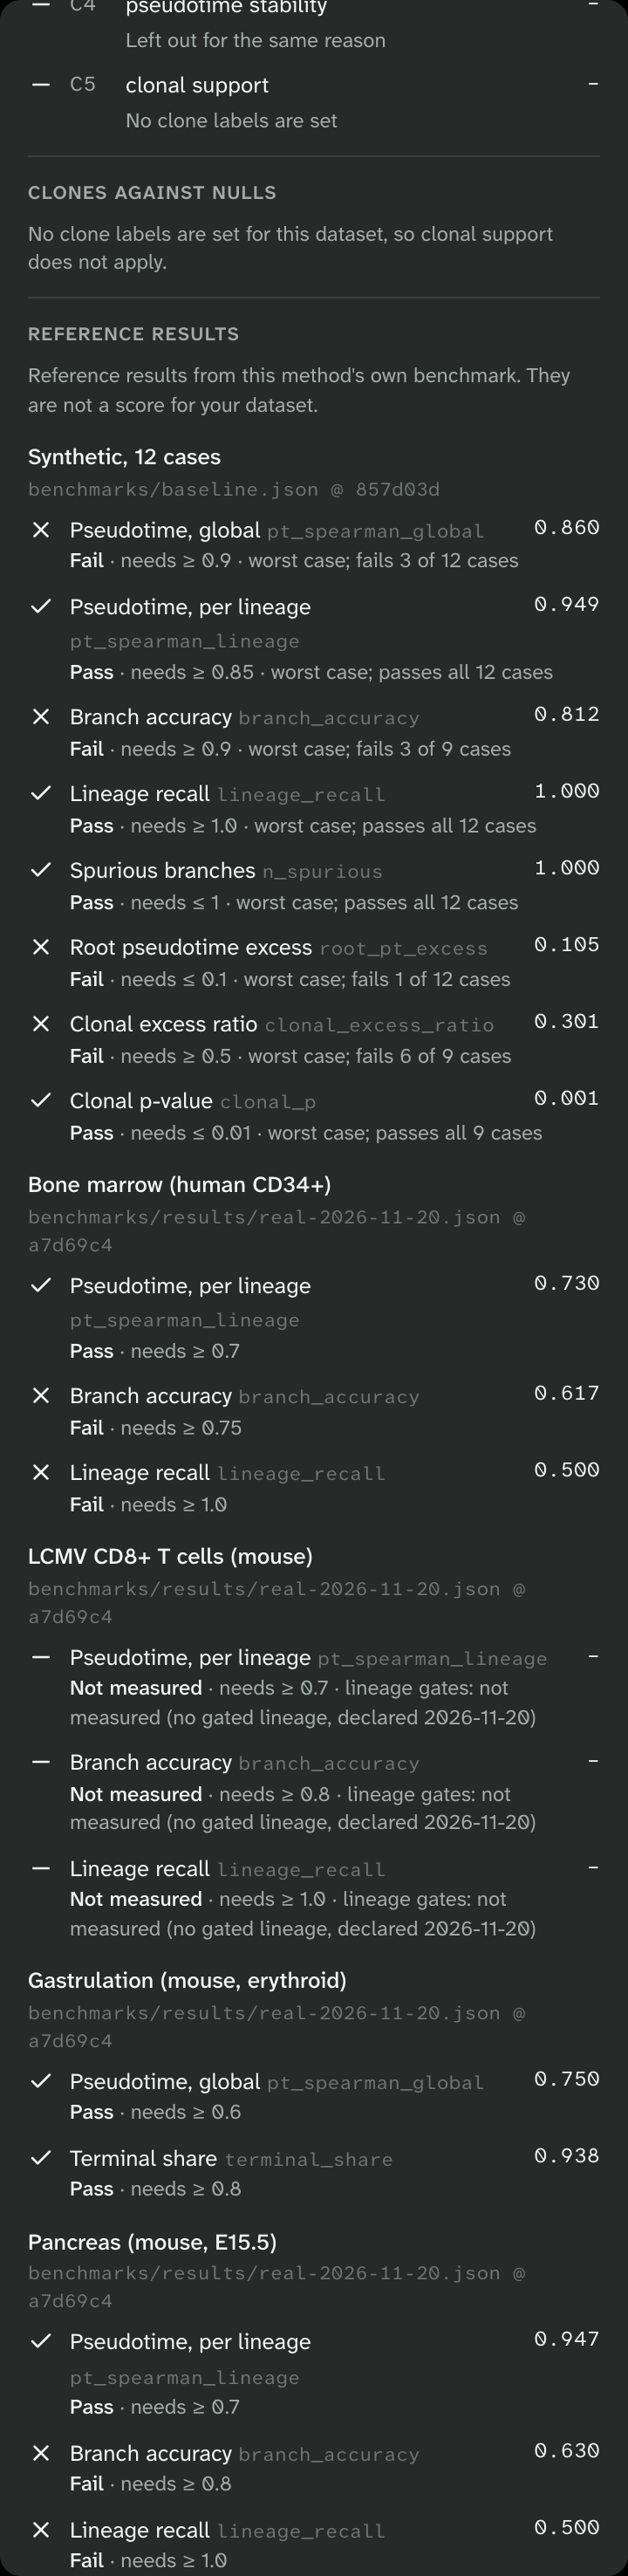 C4 pseudotime stability –
Left out for the same reason
C5 clonal support –
No clone labels are set
CLONES AGAINST NULLS
No clone labels are set for this dataset, so clonal support
does not apply.
REFERENCE RESULTS
Reference results from this method's own benchmark. They
are not a score for your dataset.
Synthetic, 12 cases
benchmarks/baseline.json @ 857d03d
Pseudotime, global pt_spearman_global 0.860
Fail · needs ≥ 0.9 · worst case; fails 3 of 12 cases
Pseudotime, per lineage 0.949
pt_spearman_lineage
Pass · needs ≥ 0.85 · worst case; passes all 12 cases
Branch accuracy branch_accuracy 0.812
Fail · needs ≥ 0.9 · worst case; fails 3 of 9 cases
Lineage recall lineage_recall 1.000
Pass · needs ≥ 1.0 · worst case; passes all 12 cases
Spurious branches n_spurious 1.000
Pass · needs ≤ 1 · worst case; passes all 12 cases
Root pseudotime excess root_pt_excess 0.105
Fail · needs ≤ 0.1 · worst case; fails 1 of 12 cases
Clonal excess ratio clonal_excess_ratio 0.301
Fail · needs ≥ 0.5 · worst case; fails 6 of 9 cases
Clonal p-value clonal_p 0.001
Pass · needs ≤ 0.01 · worst case; passes all 9 cases
Bone marrow (human CD34+)
benchmarks/results/real-2026-11-20.json @
a7d69c4
Pseudotime, per lineage 0.730
pt_spearman_lineage
Pass · needs ≥ 0.7
Branch accuracy branch_accuracy 0.617
Fail · needs ≥ 0.75
Lineage recall lineage_recall 0.500
Fail · needs ≥ 1.0
LCMV CD8+ T cells (mouse)
benchmarks/results/real-2026-11-20.json @
a7d69c4
Pseudotime, per lineage pt_spearman_lineage –
Not measured · needs ≥ 0.7 · lineage gates: not
measured (no gated lineage, declared 2026-11-20)
Branch accuracy branch_accuracy –
Not measured · needs ≥ 0.8 · lineage gates: not
measured (no gated lineage, declared 2026-11-20)
Lineage recall lineage_recall –
Not measured · needs ≥ 1.0 · lineage gates: not
measured (no gated lineage, declared 2026-11-20)
Gastrulation (mouse, erythroid)
benchmarks/results/real-2026-11-20.json @
a7d69c4
Pseudotime, global pt_spearman_global 0.750
Pass · needs ≥ 0.6
Terminal share terminal_share 0.938
Pass · needs ≥ 0.8
Pancreas (mouse, E15.5)
benchmarks/results/real-2026-11-20.json @
a7d69c4
Pseudotime, per lineage 0.947
pt_spearman_lineage
Pass · needs ≥ 0.7
Branch accuracy branch_accuracy 0.630
Fail · needs ≥ 0.8
Lineage recall lineage_recall 0.500
Fail · needs ≥ 1.0